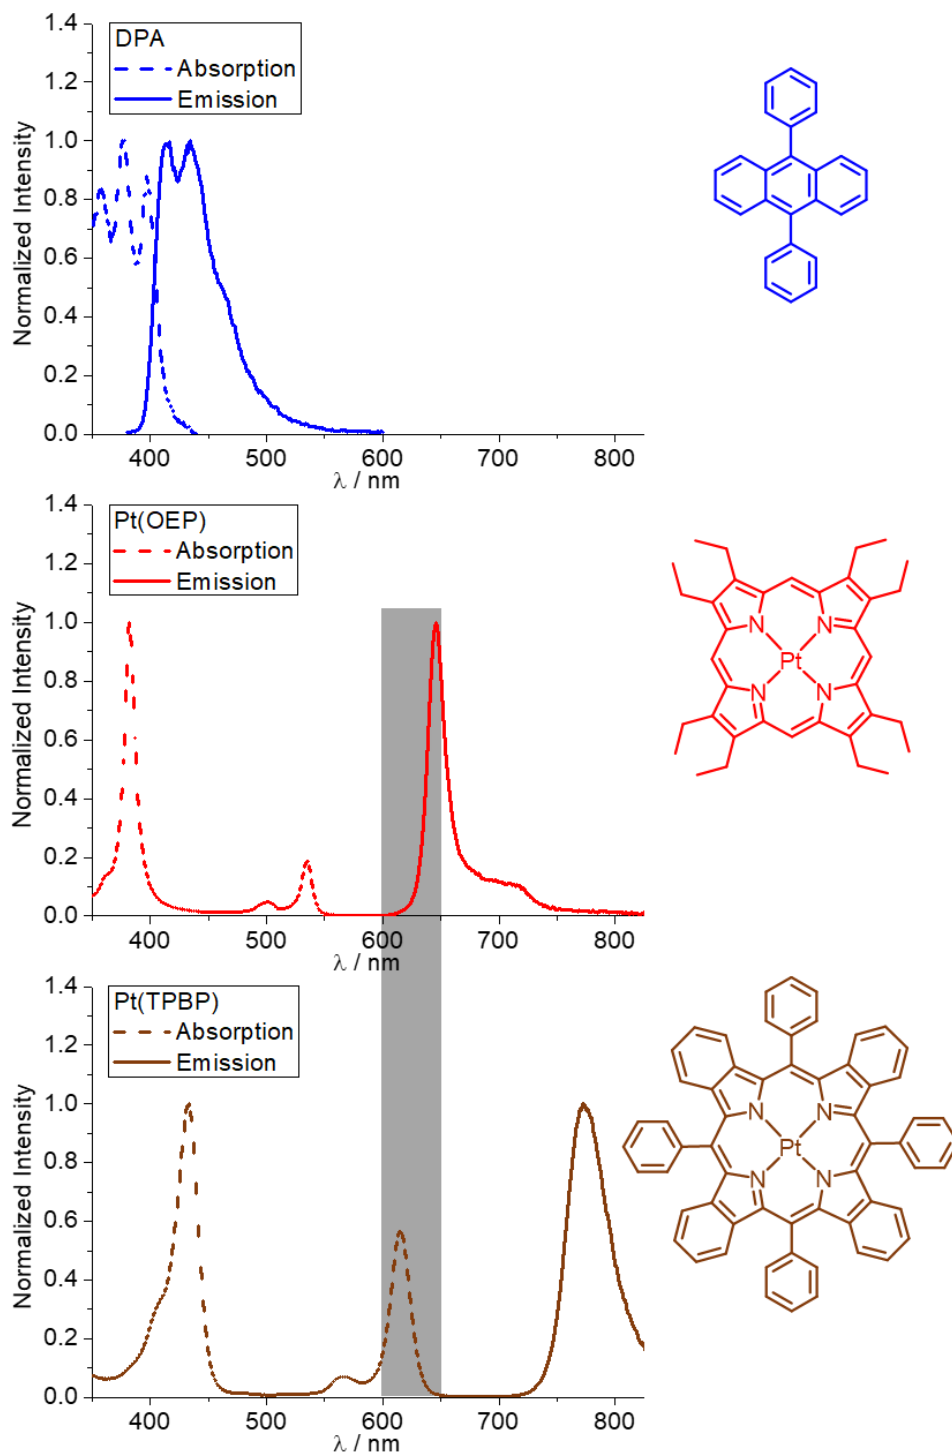 1.4
1.2
1.0
0.8
0.6
0.4
0.2
0.0
Normalized Intensity
DPA
Absorption
Emission
400 500 600 700 800
λ / nm
1.4
1.2
1.0
0.8
0.6
0.4
0.2
0.0
Normalized Intensity
Pt(OEP)
Absorption
Emission
400 500 600 700 800
λ / nm
N N
Pt
N N
1.4
1.2
1.0
0.8
0.6
0.4
0.2
0.0
Normalized Intensity
Pt(TPBP)
Absorption
Emission
400 500 600 700 800
λ / nm
N N
Pt
N N